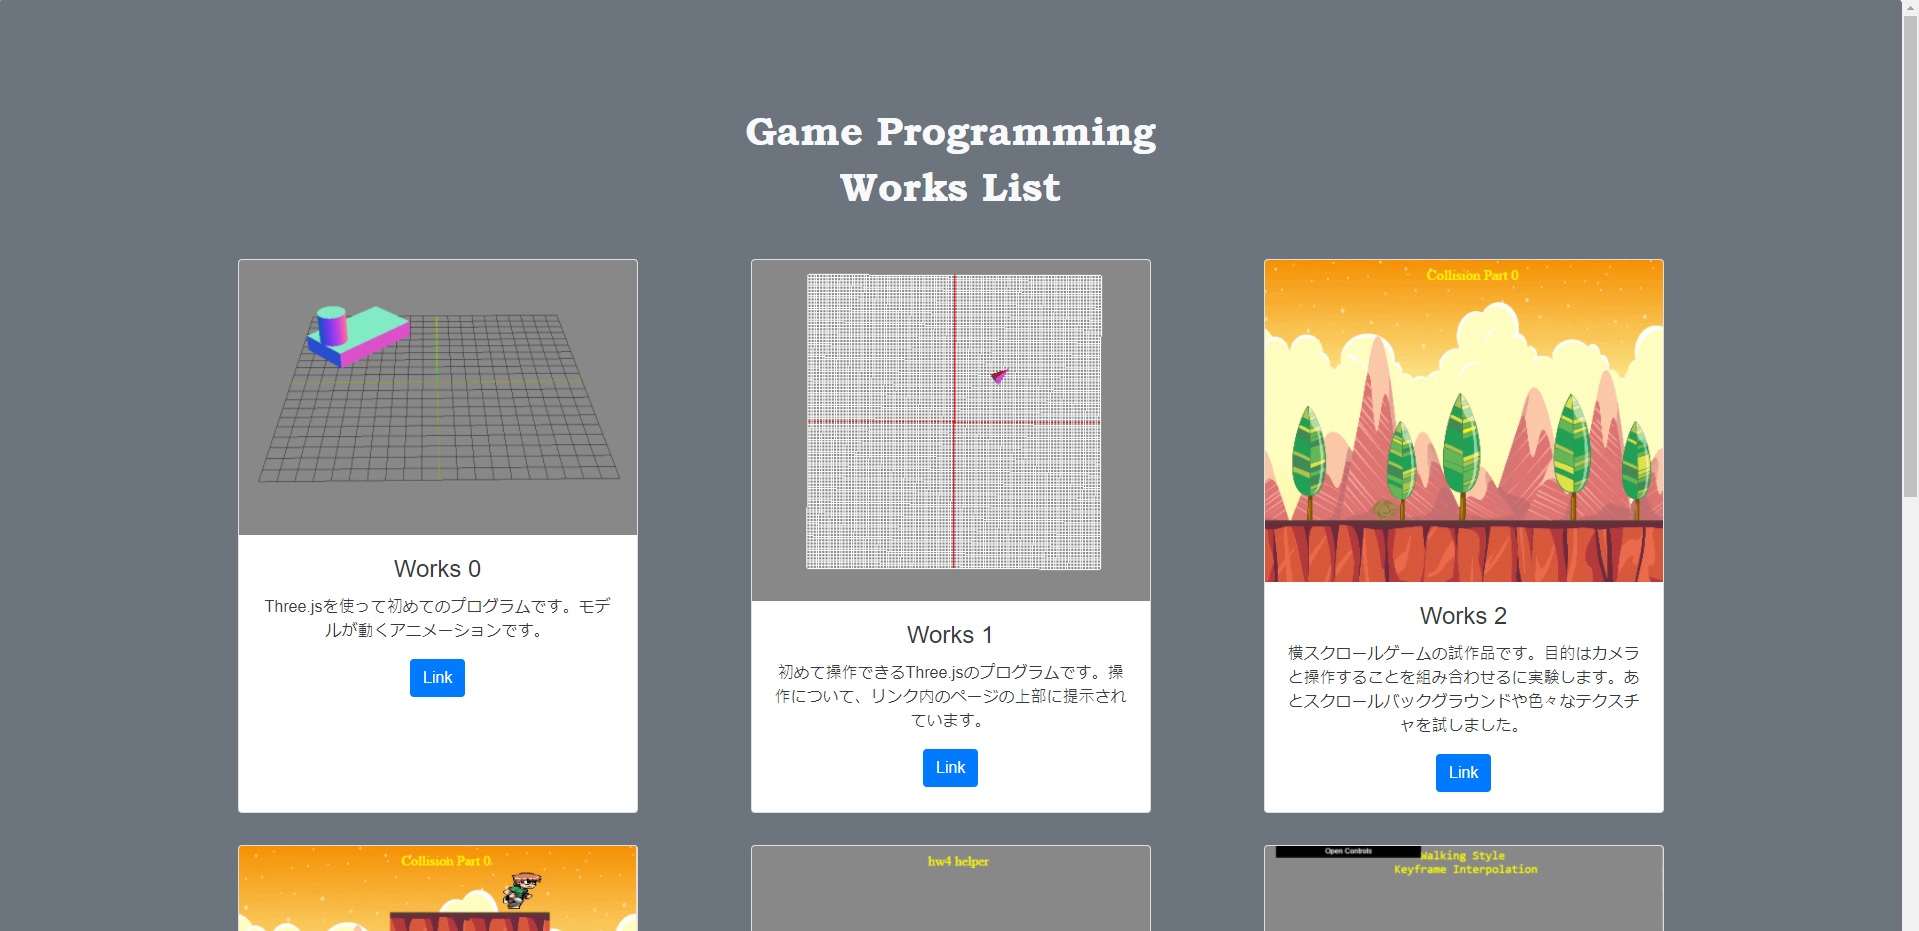 Game Programming
Works List
Collision Part 0
Works 0
Three.jsを使って初めてのプログラムです。モデ
ルが動くアニメーションです。
Link
Works 1
初めて操作できるThree.jsのプログラムです。操
作について、リンク内のページの上部に提示され
ています。
Link
Works 2
横スクロールゲームの試作品です。目的はカメラ
と操作することを組み合わせるに実験します。あ
とスクロールバックグラウンドや色々なテクスチ
ャを試しました。
Link
Collision Part 0
hw4 helper
Open Controls
Walking Style
Keyframe Interpolation